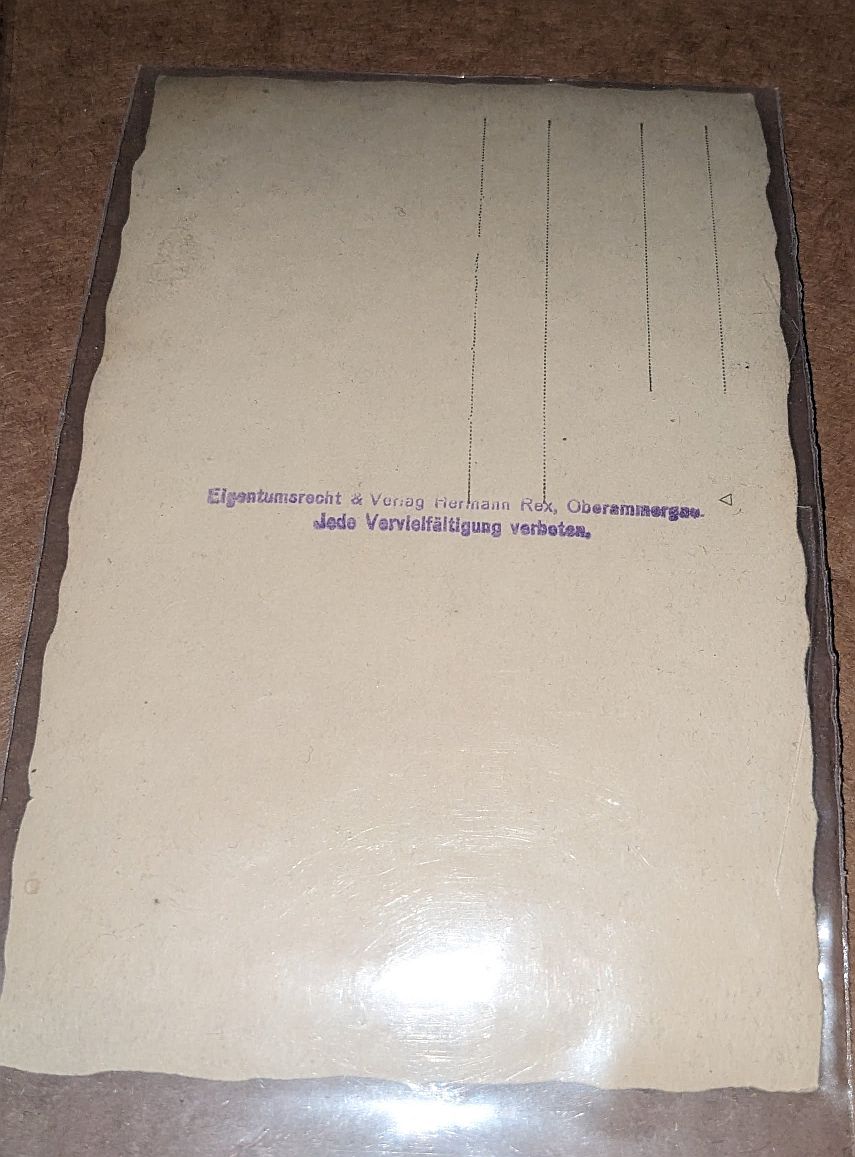 Eigentumsrecht & Verlag Hermann Rex, Oberammergau.
Jede Vervielfältigung verboten.